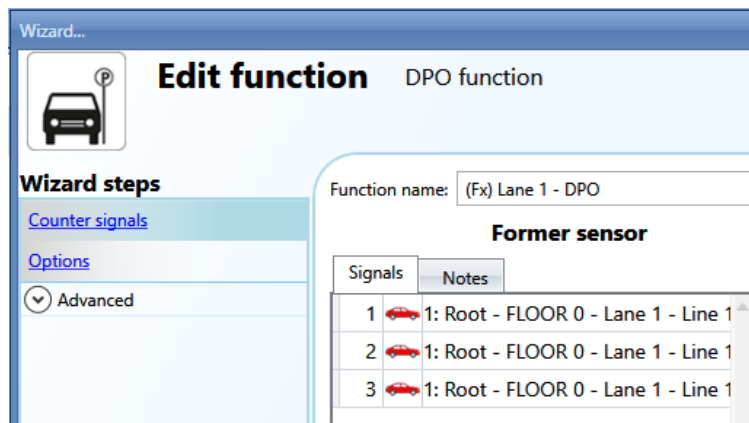 Wizard...
P
Edit function DPO function
Wizard steps
Counter signals
Options
Advanced
Function name: (Fx) Lane 1 - DPO
Former sensor
Signals Notes
1 1: Root - FLOOR 0 - Lane 1 - Line 1
2 1: Root - FLOOR 0 - Lane 1 - Line 1
3 1: Root - FLOOR 0 - Lane 1 - Line 1